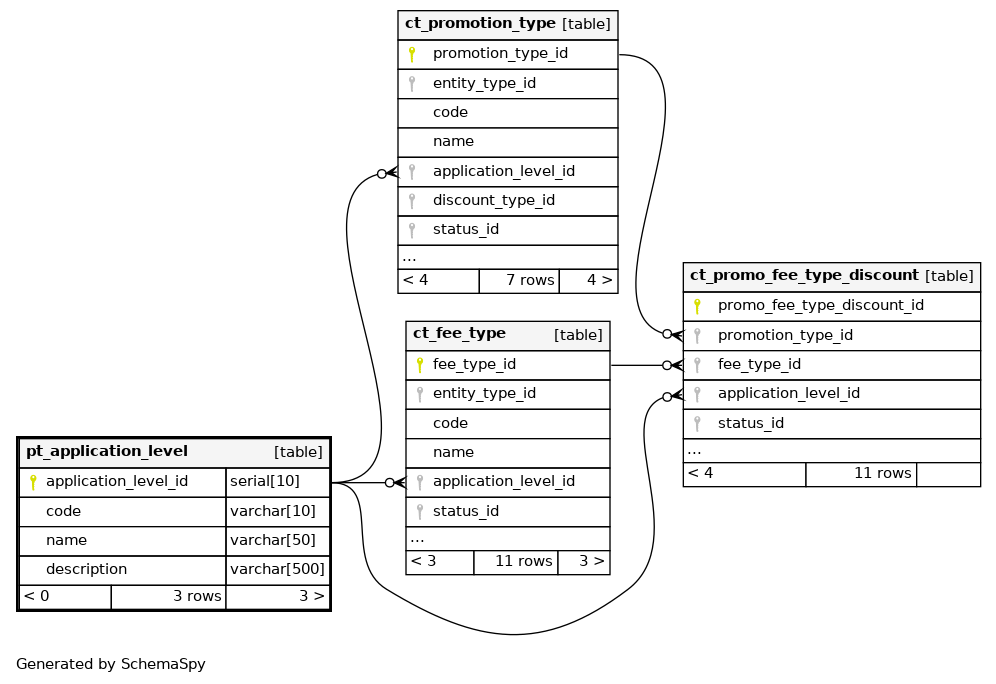 ct_promotion_type [table]
promotion_type_id
entity_type_id
code
name
application_level_id
discount_type_id
status_id
...
< 4 7 rows 4 >
ct_promo_fee_type_discount [table]
promo_fee_type_discount_id
promotion_type_id
fee_type_id
application_level_id
status_id
...
< 4 11 rows
ct_fee_type [table]
fee_type_id
entity_type_id
code
name
application_level_id
status_id
...
< 3 11 rows 3 >
pt_application_level [table]
application_level_id serial[10]
code varchar[10]
name varchar[50]
description varchar[500]
< 0 3 rows 3 >
Generated by SchemaSpy